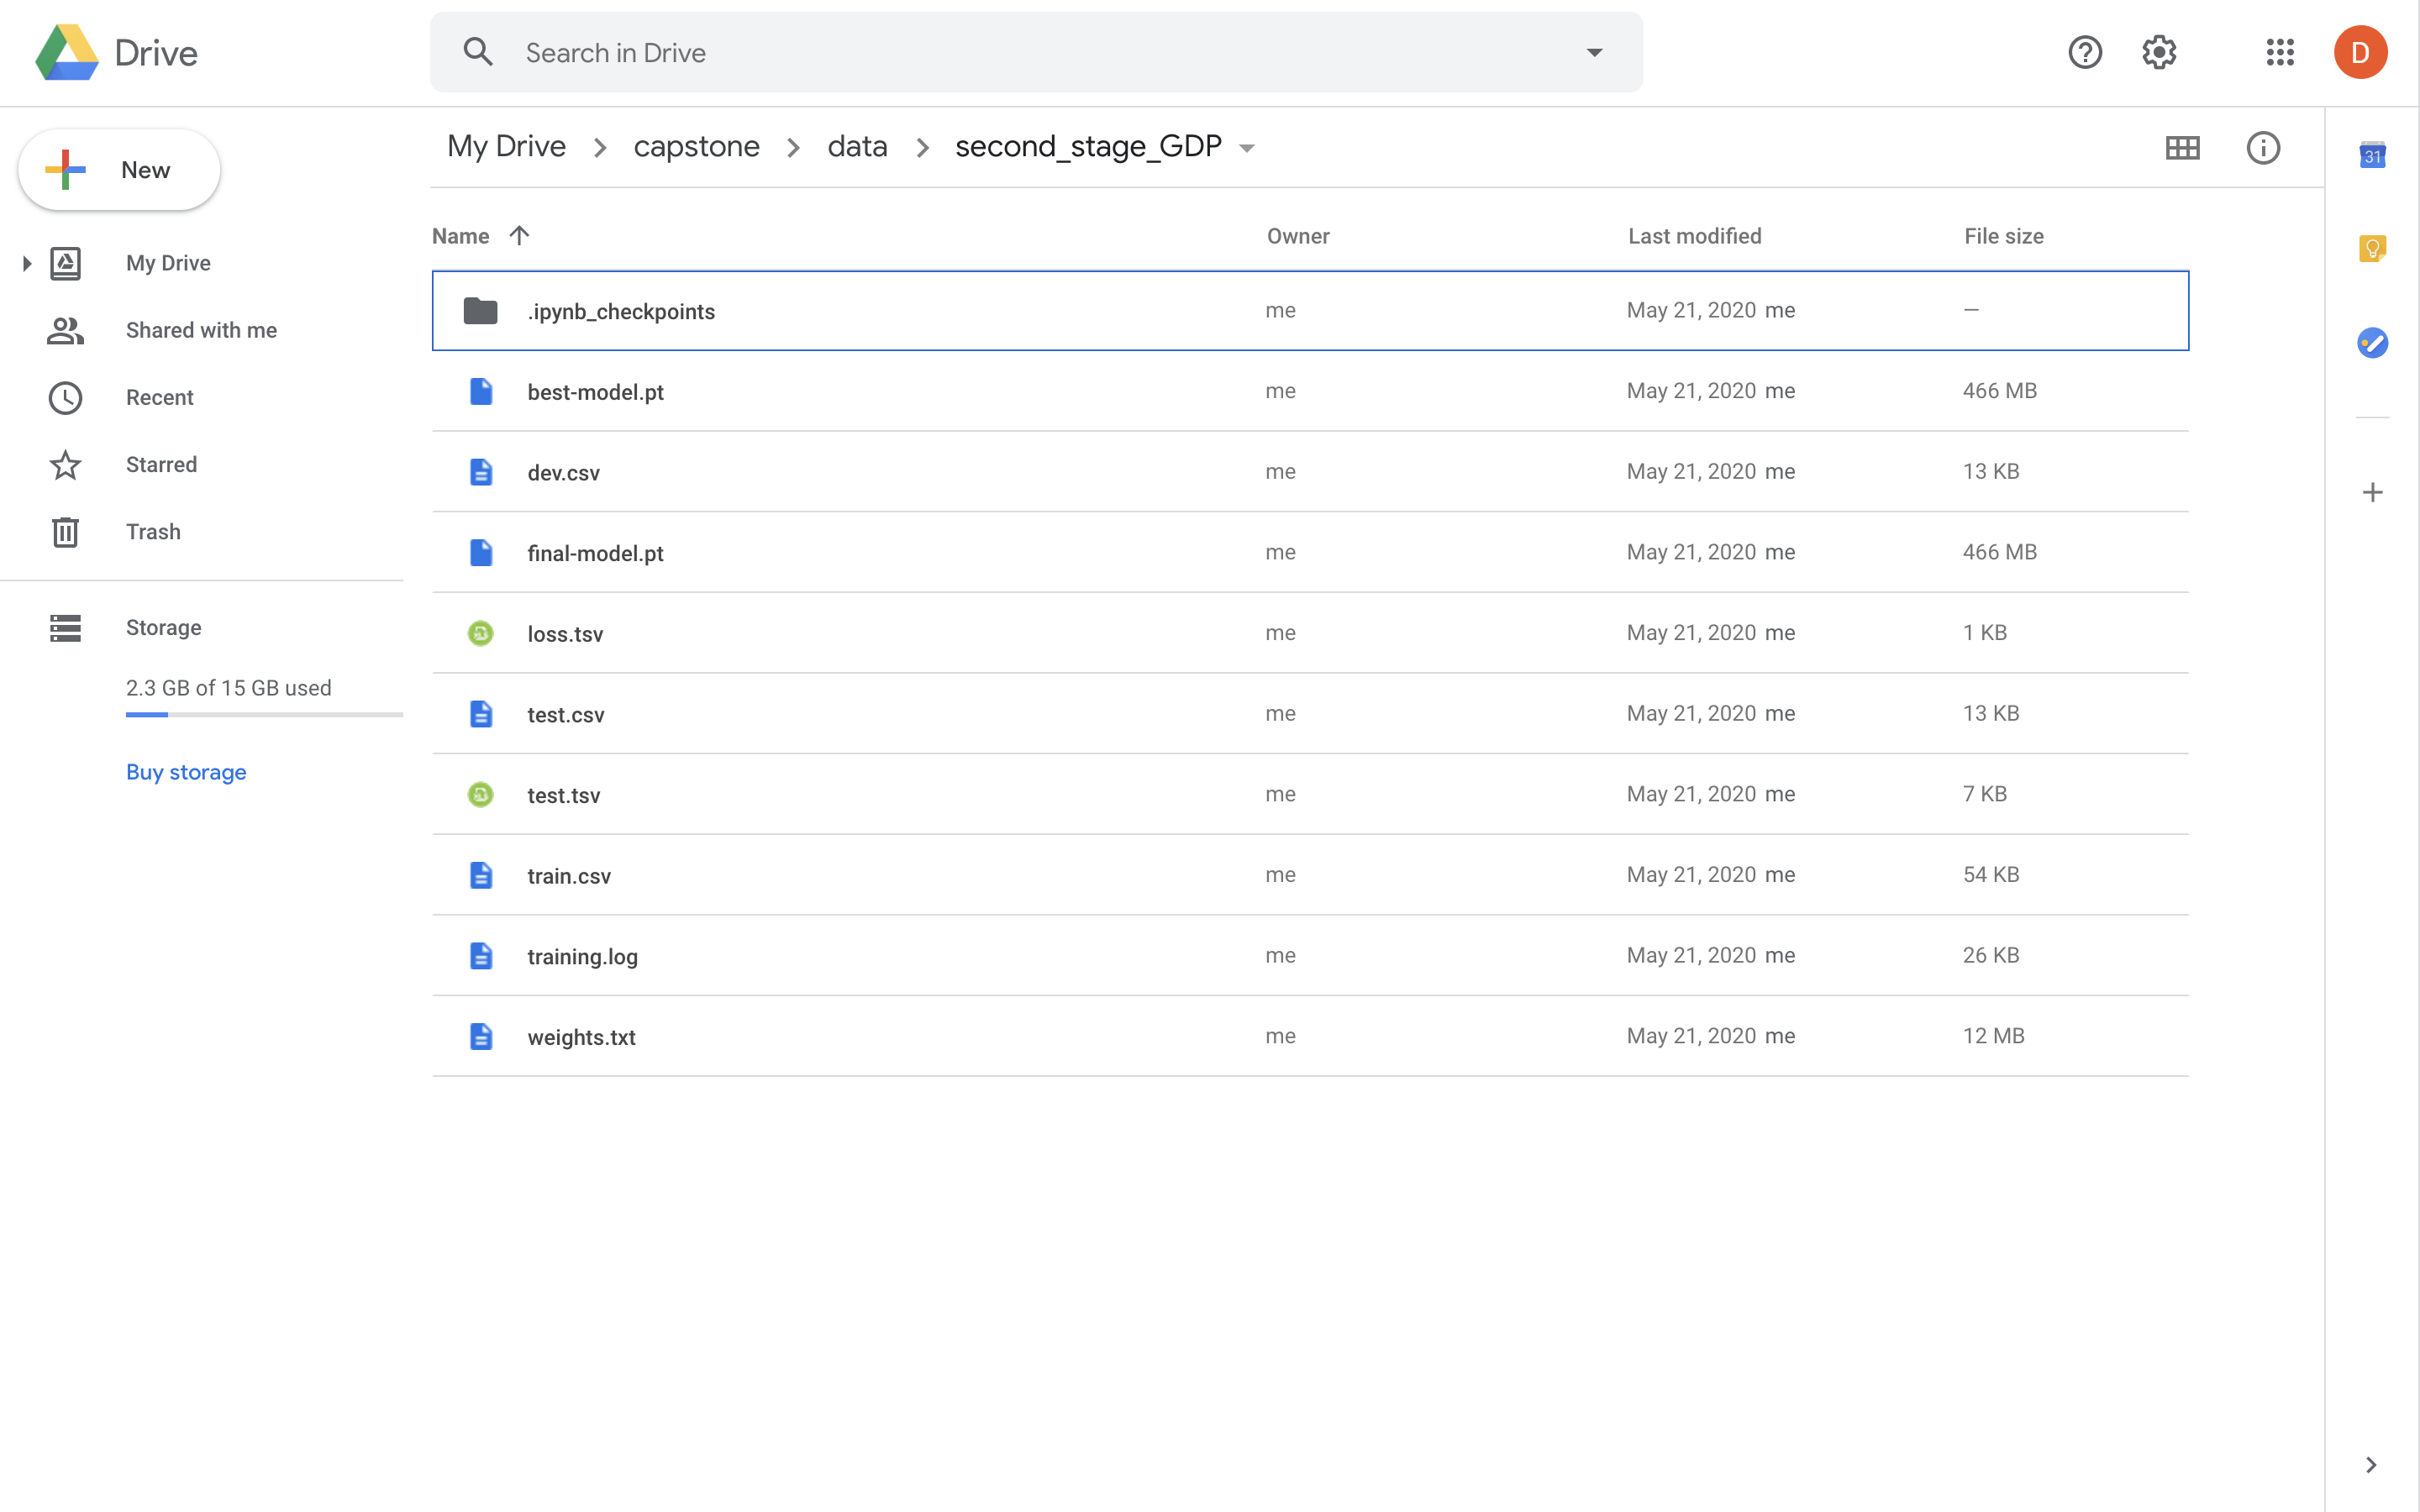 Drive
Search in Drive
D
New
My Drive
Shared with me
Recent
Starred
Trash
Storage
2.3 GB of 15 GB used
Buy storage
My Drive capstone data second_stage_GDP
Name Owner Last modified File size
.ipynb_checkpoints me May 21, 2020 me —
best-model.pt me May 21, 2020 me 466 MB
dev.csv me May 21, 2020 me 13 KB
final-model.pt me May 21, 2020 me 466 MB
loss.tsv me May 21, 2020 me 1 KB
test.csv me May 21, 2020 me 13 KB
test.tsv me May 21, 2020 me 7 KB
train.csv me May 21, 2020 me 54 KB
training.log me May 21, 2020 me 26 KB
weights.txt me May 21, 2020 me 12 MB
31